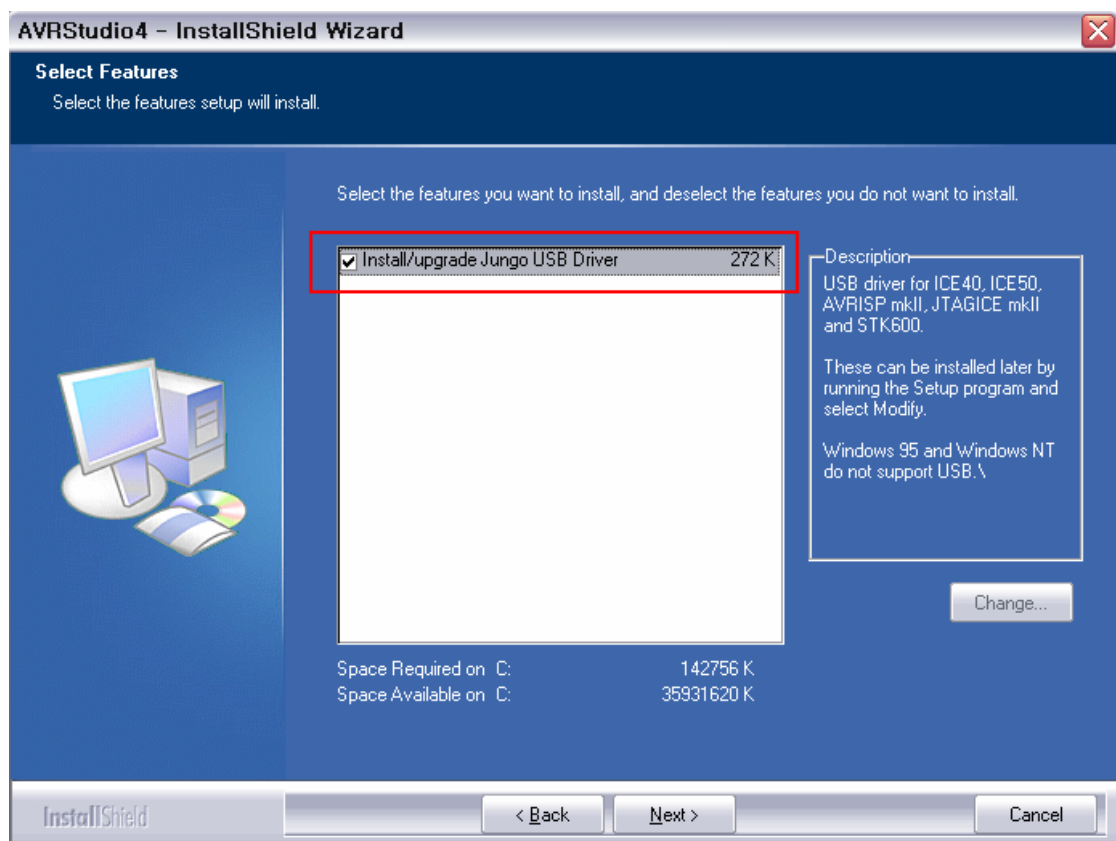 AVRStudio4 - InstallShield Wizard
Select Features
Select the features setup will install.
Select the features you want to install, and deselect the features you do not want to install.
Install/upgrade Jungo USB Driver 272 K
Description
USB driver for ICE40, ICE50,
AVRISP mkII, JTAGICE mkII
and STK600.
These can be installed later by
running the Setup program and
select Modify.
Windows 95 and Windows NT
do not support USB.\
Change...
Space Required on C: 142756 K
Space Available on C: 35931620 K
InstallShield
< Back
Next >
Cancel